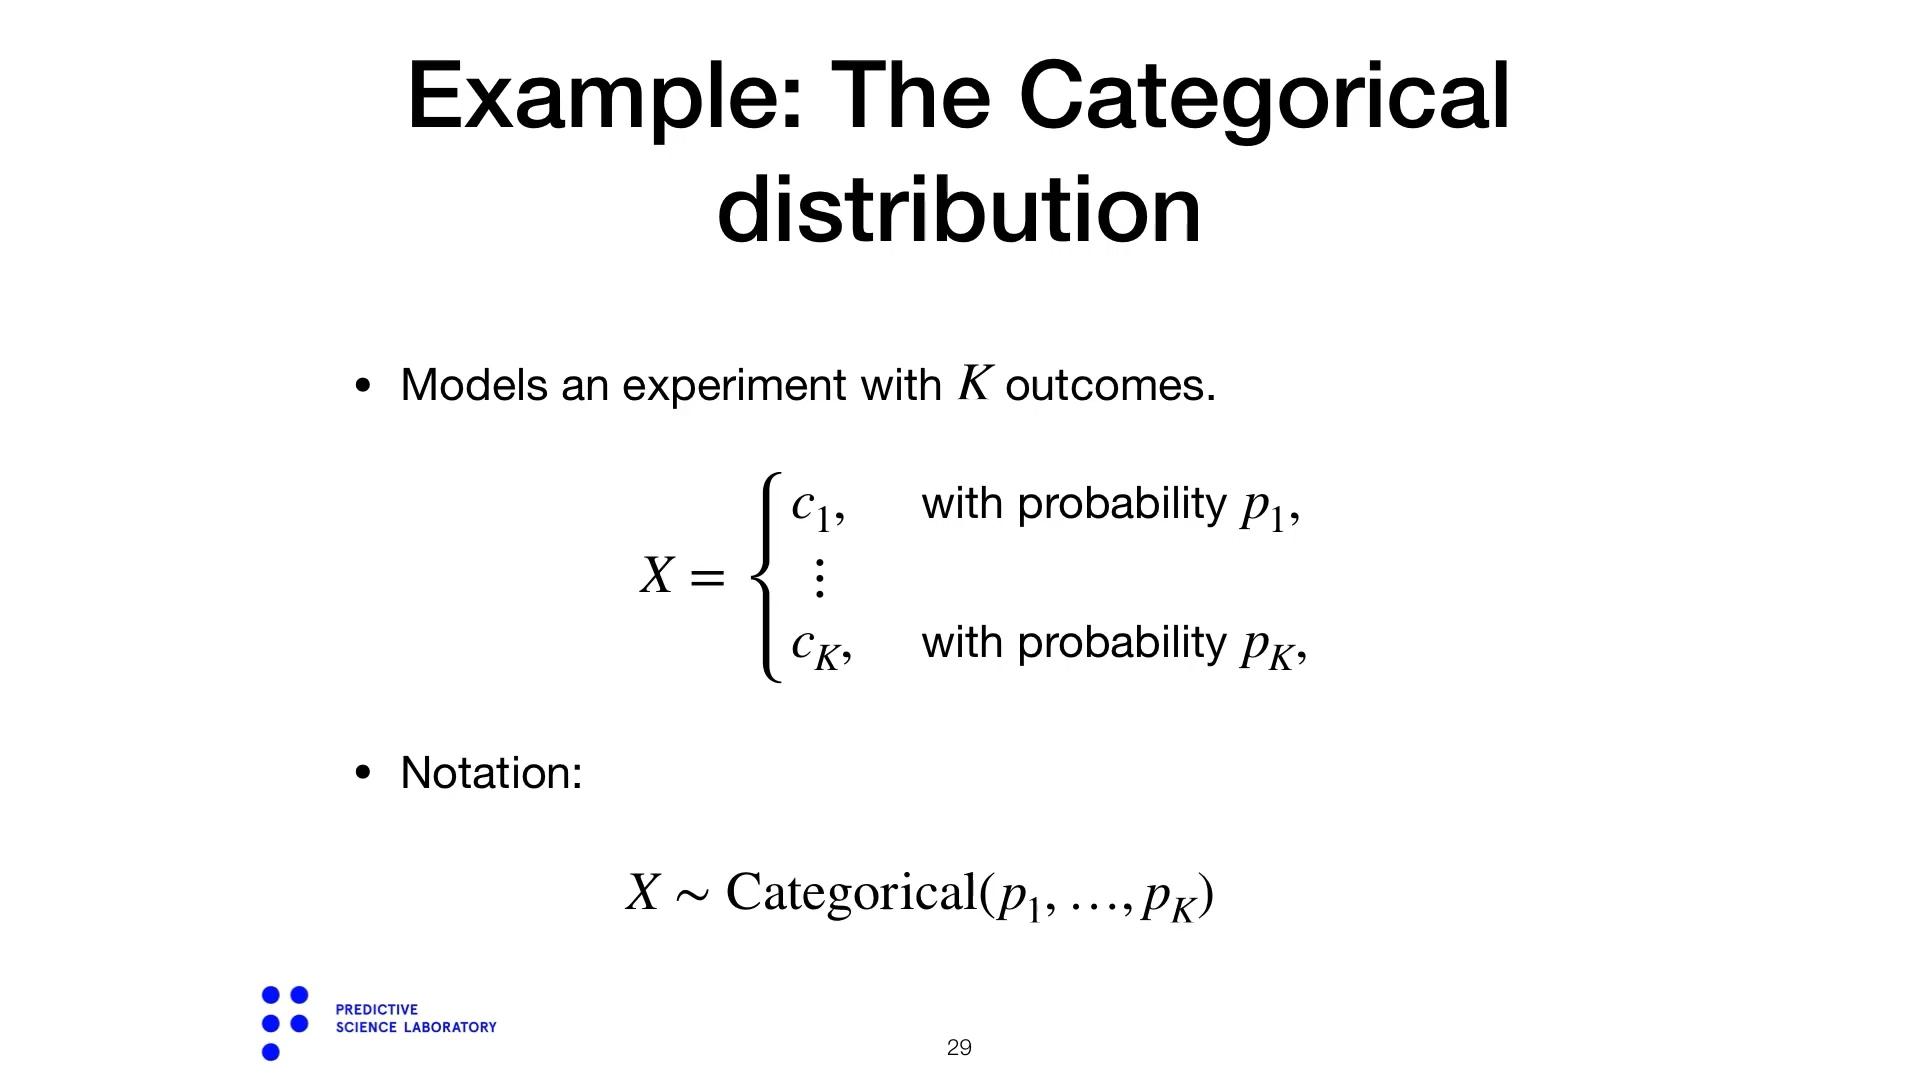 Example: The Categorical
distribution
• Models an experiment with K outcomes.
X = { c₁, with probability p₁,
⋮
c_K, with probability p_K,
• Notation:
X ∼ Categorical(p₁, …, p_K)
PREDICTIVE
SCIENCE LABORATORY
29